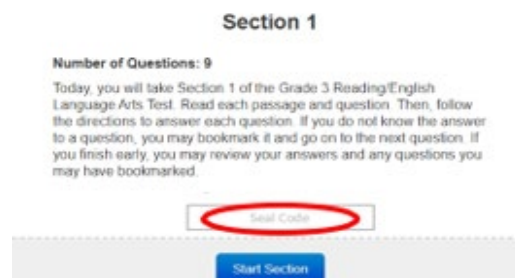 Section 1
Number of Questions: 9
Today, you will take Section 1 of the Grade 3 Reading/English
Language Arts Test. Read each passage and question. Then, follow
the directions to answer each question. If you do not know the answer
to a question, you may bookmark it and go on to the next question. If
you finish early, you may review your answers and any questions you
may have bookmarked.
Seal Code
Start Section